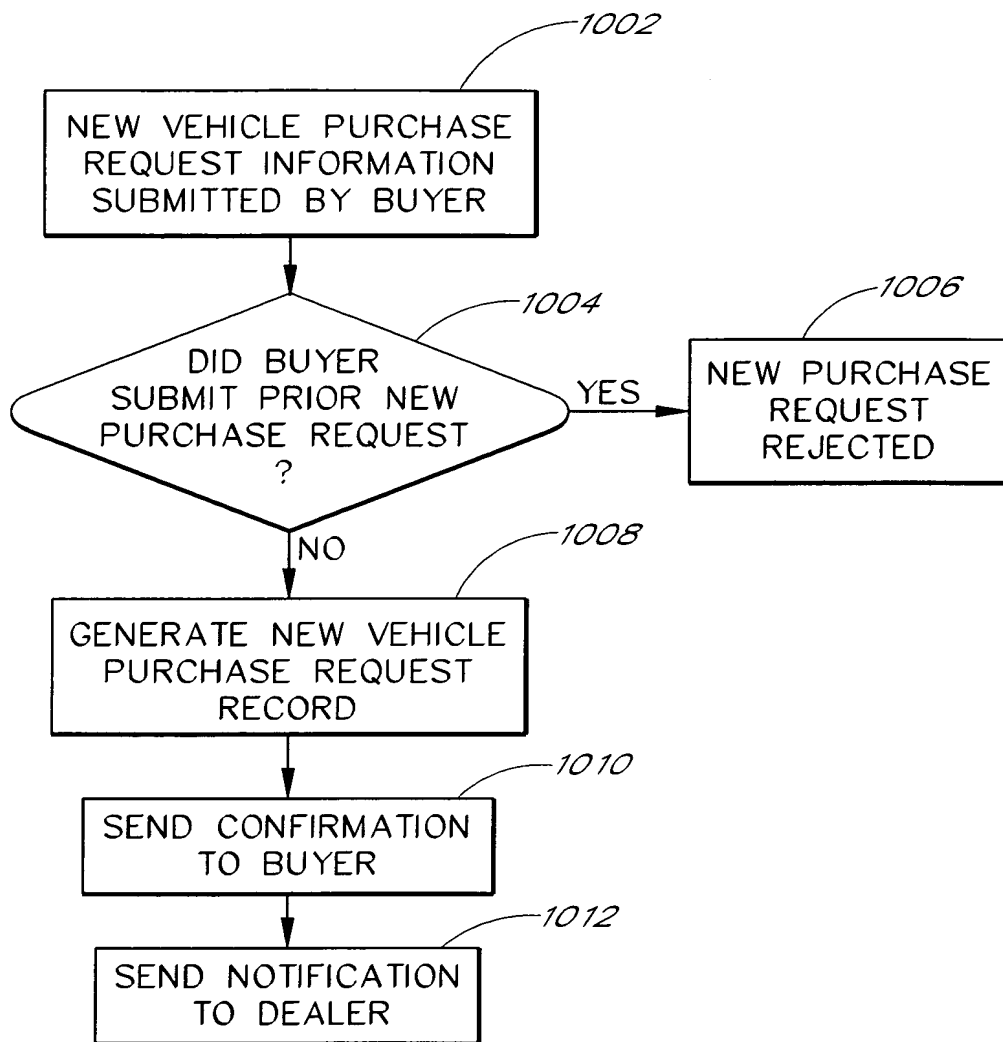 1002
NEW VEHICLE PURCHASE
REQUEST INFORMATION
SUBMITTED BY BUYER
1004
DID BUYER
SUBMIT PRIOR NEW
PURCHASE REQUEST
?
YES
1006
NEW PURCHASE
REQUEST
REJECTED
NO
1008
GENERATE NEW VEHICLE
PURCHASE REQUEST
RECORD
1010
SEND CONFIRMATION
TO BUYER
1012
SEND NOTIFICATION
TO DEALER